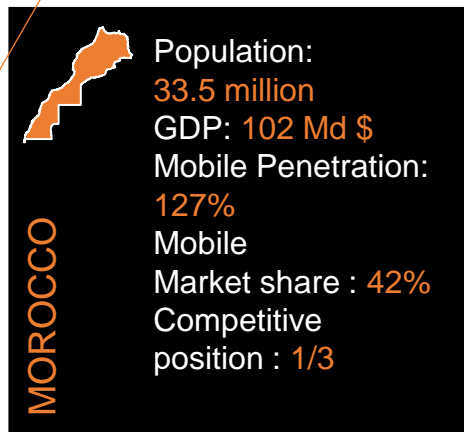 Population:
33.5 million
GDP: 102 Md $
Mobile Penetration:
127%
Mobile
Market share : 42%
Competitive
position : 1/3
MOROCCO